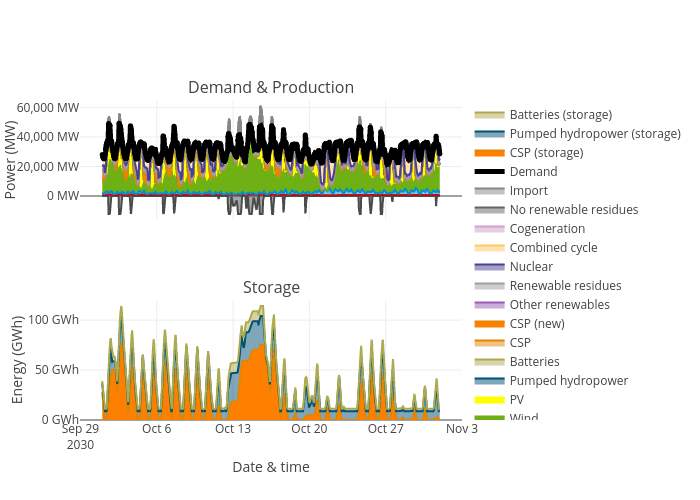 Demand & Production
60,000 MW
40,000 MW
20,000 MW
0 MW
Power (MW)
Storage
100 GWh
50 GWh
0 GWh
Energy (GWh)
Sep 29
2030
Oct 6
Oct 13
Oct 20
Oct 27
Nov 3
Date & time
Batteries (storage)
Pumped hydropower (storage)
CSP (storage)
Demand
Import
No renewable residues
Cogeneration
Combined cycle
Nuclear
Renewable residues
Other renewables
CSP (new)
CSP
Batteries
Pumped hydropower
PV
Wind